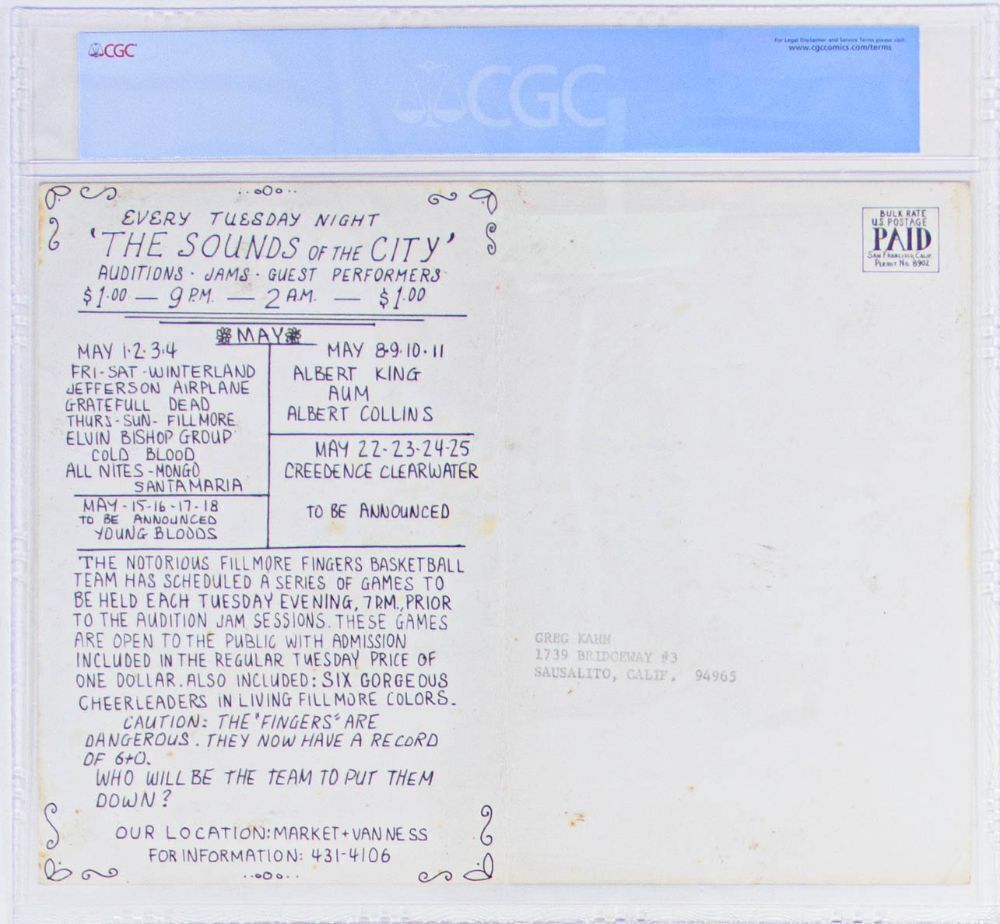 CGC
For Legal Disclaimer and Service Terms please visit
www.cgccomics.com/terms
CGC
EVERY TUESDAY NIGHT
'THE SOUNDS OF THE CITY'
AUDITIONS · JAMS · GUEST PERFORMERS
$1.00 — 9 P.M. — 2 A.M. — $1.00
MAY
MAY 1·2·3·4
FRI-SAT-WINTERLAND
JEFFERSON AIRPLANE
GRATEFULL DEAD
THURS-SUN-FILLMORE
ELVIN BISHOP GROUP
COLD BLOOD
ALL NITES-MONGO
SANTAMARIA
MAY-15-16-17-18
TO BE ANNOUNCED
YOUNG BLOODS
MAY 8·9·10·11
ALBERT KING
AUM
ALBERT COLLINS
MAY 22-23-24-25
CREEDENCE CLEARWATER
TO BE ANNOUNCED
THE NOTORIOUS FILLMORE FINGERS BASKETBALL
TEAM HAS SCHEDULED A SERIES OF GAMES TO
BE HELD EACH TUESDAY EVENING, 7 P.M., PRIOR
TO THE AUDITION JAM SESSIONS. THESE GAMES
ARE OPEN TO THE PUBLIC WITH ADMISSION
INCLUDED IN THE REGULAR TUESDAY PRICE OF
ONE DOLLAR. ALSO INCLUDED: SIX GORGEOUS
CHEERLEADERS IN LIVING FILLMORE COLORS.
CAUTION: THE "FINGERS" ARE
DANGEROUS. THEY NOW HAVE A RECORD
OF 6+0.
WHO WILL BE THE TEAM TO PUT THEM
DOWN?
OUR LOCATION: MARKET + VAN NESS
FOR INFORMATION: 431-4106
BULK RATE
U.S. POSTAGE
PAID
SAN FRANCISCO, CALIF.
PERMIT No. 8902
GREG KAHN
1739 BRIDGEWAY #3
SAUSALITO, CALIF. 94965